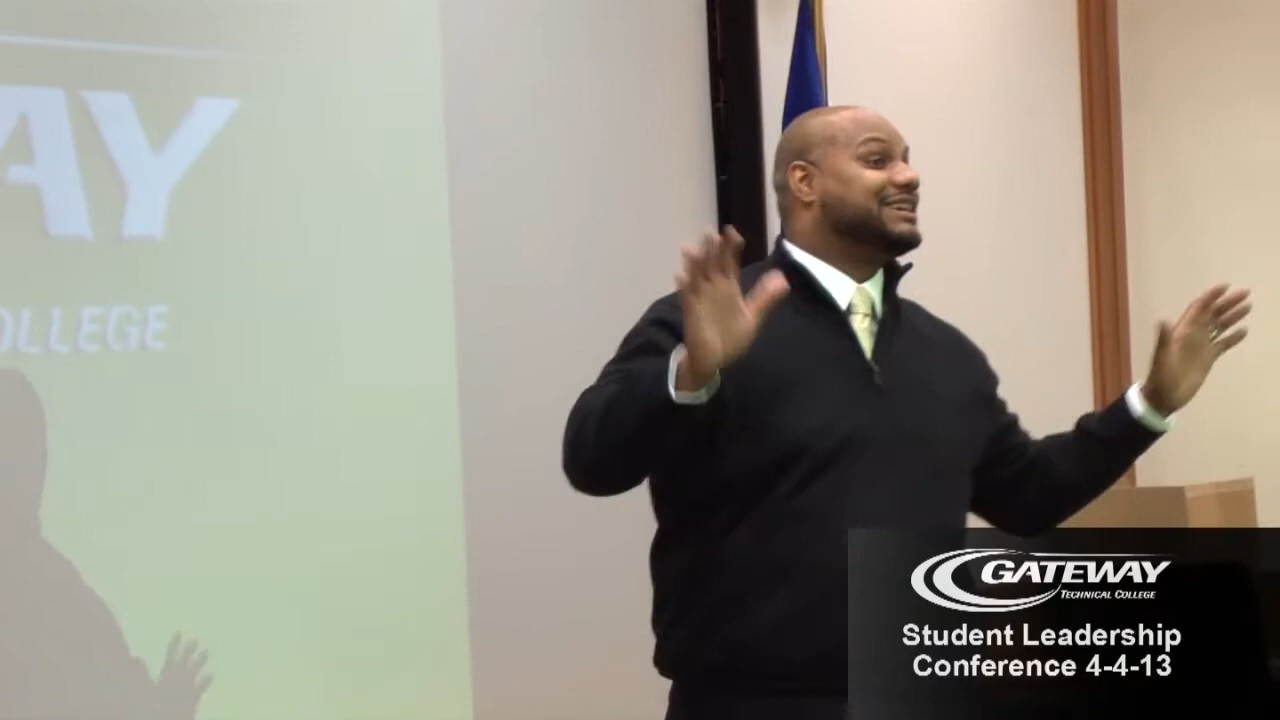 AY
OLLEGE
GATEWAY
TECHNICAL COLLEGE
Student Leadership
Conference 4-4-13